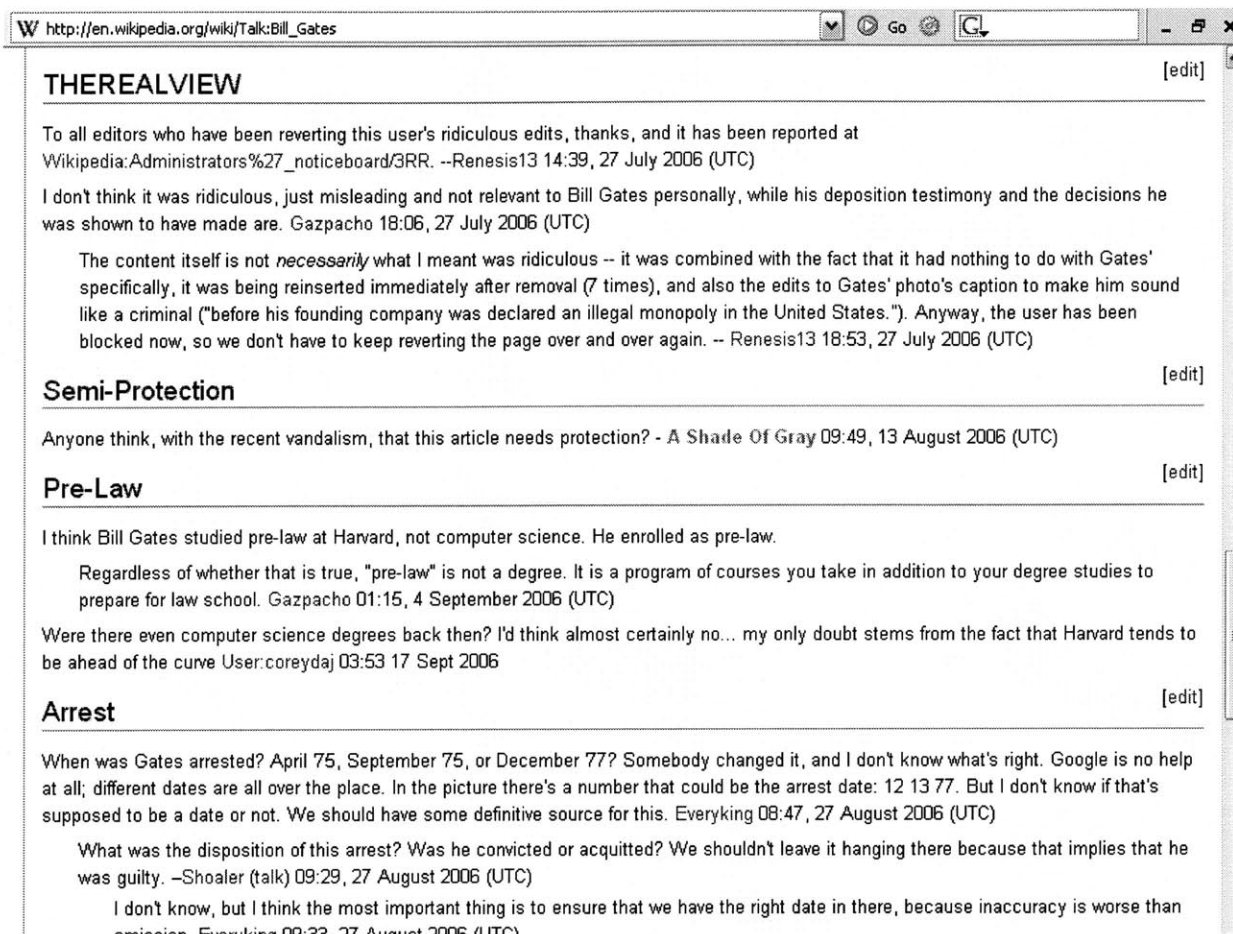 W http://en.wikipedia.org/wiki/Talk:Bill_Gates Go G
THEREALVIEW [edit]
To all editors who have been reverting this user's ridiculous edits, thanks, and it has been reported at
Wikipedia:Administrators%27_noticeboard/3RR. --Renesis13 14:39, 27 July 2006 (UTC)
I don't think it was ridiculous, just misleading and not relevant to Bill Gates personally, while his deposition testimony and the decisions he
was shown to have made are. Gazpacho 18:06, 27 July 2006 (UTC)
The content itself is not necessarily what I meant was ridiculous -- it was combined with the fact that it had nothing to do with Gates'
specifically, it was being reinserted immediately after removal (7 times), and also the edits to Gates' photo's caption to make him sound
like a criminal ("before his founding company was declared an illegal monopoly in the United States."). Anyway, the user has been
blocked now, so we don't have to keep reverting the page over and over again. -- Renesis13 18:53, 27 July 2006 (UTC)
Semi-Protection [edit]
Anyone think, with the recent vandalism, that this article needs protection? - A Shade Of Gray 09:49, 13 August 2006 (UTC)
Pre-Law [edit]
I think Bill Gates studied pre-law at Harvard, not computer science. He enrolled as pre-law.
Regardless of whether that is true, "pre-law" is not a degree. It is a program of courses you take in addition to your degree studies to
prepare for law school. Gazpacho 01:15, 4 September 2006 (UTC)
Were there even computer science degrees back then? I'd think almost certainly no... my only doubt stems from the fact that Harvard tends to
be ahead of the curve User:coreydaj 03:53 17 Sept 2006
Arrest [edit]
When was Gates arrested? April 75, September 75, or December 77? Somebody changed it, and I don't know what's right. Google is no help
at all; different dates are all over the place. In the picture there's a number that could be the arrest date: 12 13 77. But I don't know if that's
supposed to be a date or not. We should have some definitive source for this. Everyking 08:47, 27 August 2006 (UTC)
What was the disposition of this arrest? Was he convicted or acquitted? We shouldn't leave it hanging there because that implies that he
was guilty. –Shoaler (talk) 09:29, 27 August 2006 (UTC)
I don't know, but I think the most important thing is to ensure that we have the right date in there, because inaccuracy is worse than
omission. Everyking 09:33, 27 August 2006 (UTC)